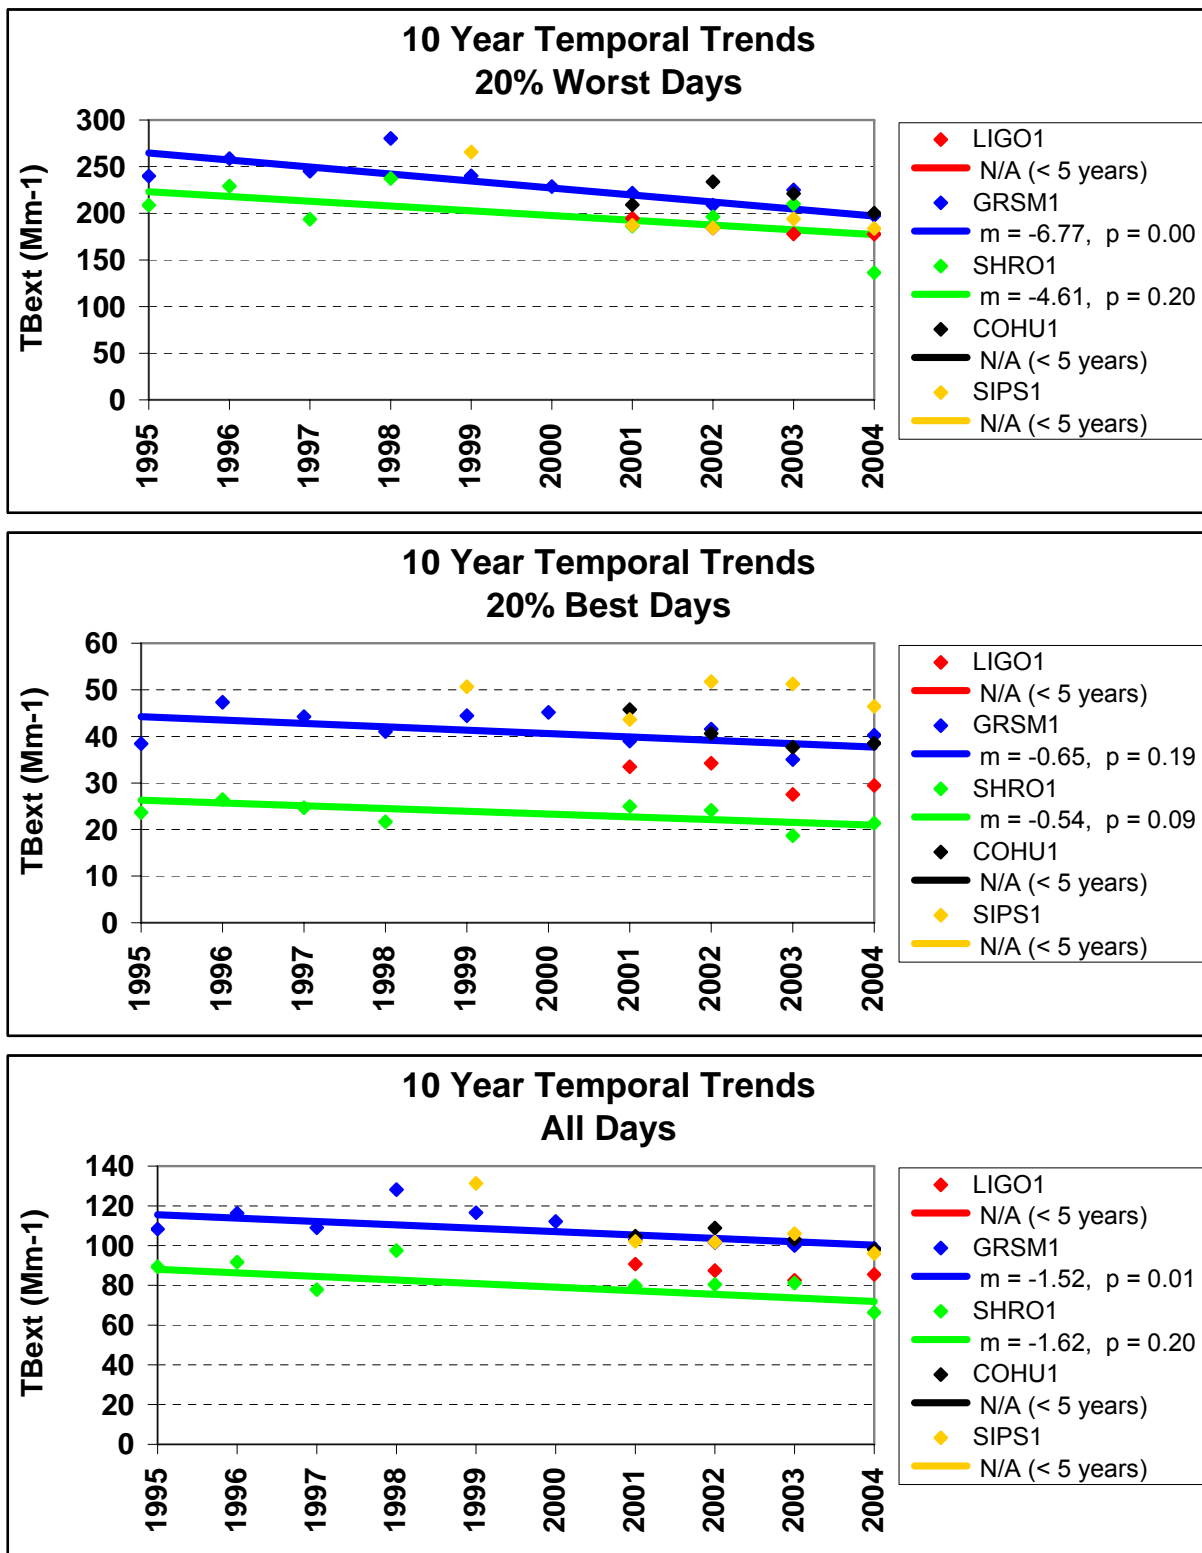 10 Year Temporal Trends
20% Worst Days
TBext (Mm-1)
300
250
200
150
100
50
0
1995
1996
1997
1998
1999
2000
2001
2002
2003
2004
LIGO1
N/A (< 5 years)
GRSM1
m = -6.77, p = 0.00
SHRO1
m = -4.61, p = 0.20
COHU1
N/A (< 5 years)
SIPS1
N/A (< 5 years)
10 Year Temporal Trends
20% Best Days
TBext (Mm-1)
60
50
40
30
20
10
0
1995
1996
1997
1998
1999
2000
2001
2002
2003
2004
LIGO1
N/A (< 5 years)
GRSM1
m = -0.65, p = 0.19
SHRO1
m = -0.54, p = 0.09
COHU1
N/A (< 5 years)
SIPS1
N/A (< 5 years)
10 Year Temporal Trends
All Days
TBext (Mm-1)
140
120
100
80
60
40
20
0
1995
1996
1997
1998
1999
2000
2001
2002
2003
2004
LIGO1
N/A (< 5 years)
GRSM1
m = -1.52, p = 0.01
SHRO1
m = -1.62, p = 0.20
COHU1
N/A (< 5 years)
SIPS1
N/A (< 5 years)